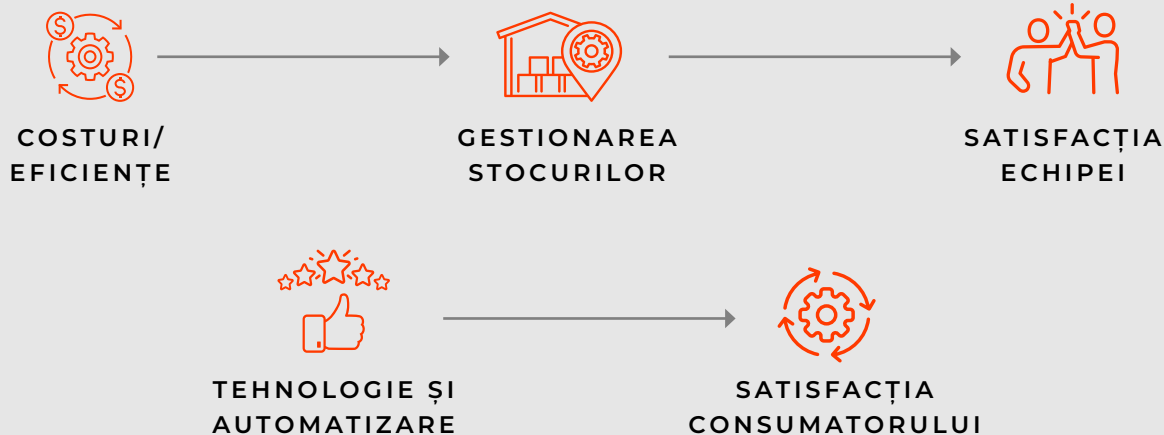 COSTURI/
EFICIENȚE
GESTIONAREA
STOCURILOR
SATISFACȚIA
ECHIPEI
TEHNOLOGIE ȘI
AUTOMATIZARE
SATISFACȚIA
CONSUMATORULUI